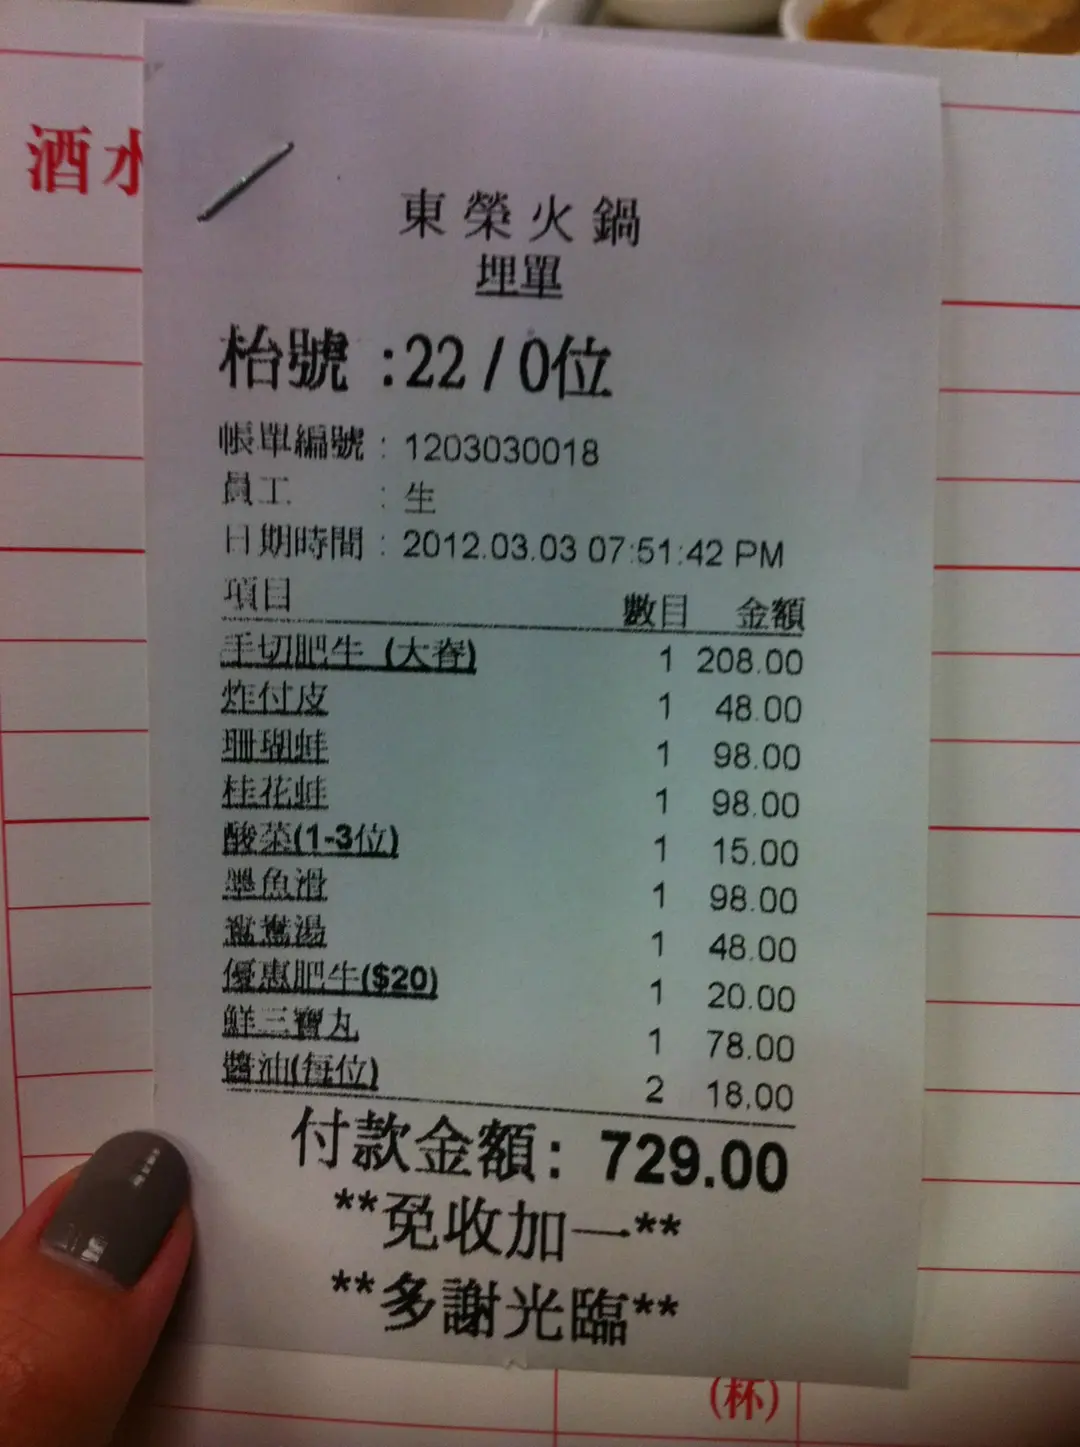 酒水
東榮火鍋
埋單
枱號 :22 / 0位
帳單編號 : 1203030018
員工 : 生
日期時間 : 2012.03.03 07:51:42 PM
項目 數目 金額
手切肥牛 (大脊) 1 208.00
炸付皮 1 48.00
珊瑚蚌 1 98.00
桂花蚌 1 98.00
酸菜(1-3位) 1 15.00
墨魚滑 1 98.00
鴛鴦湯 1 48.00
優惠肥牛($20) 1 20.00
鮮三寶丸 1 78.00
醬油(每位) 2 18.00
付款金額: 729.00
**免收加一**
**多謝光臨**
(杯)